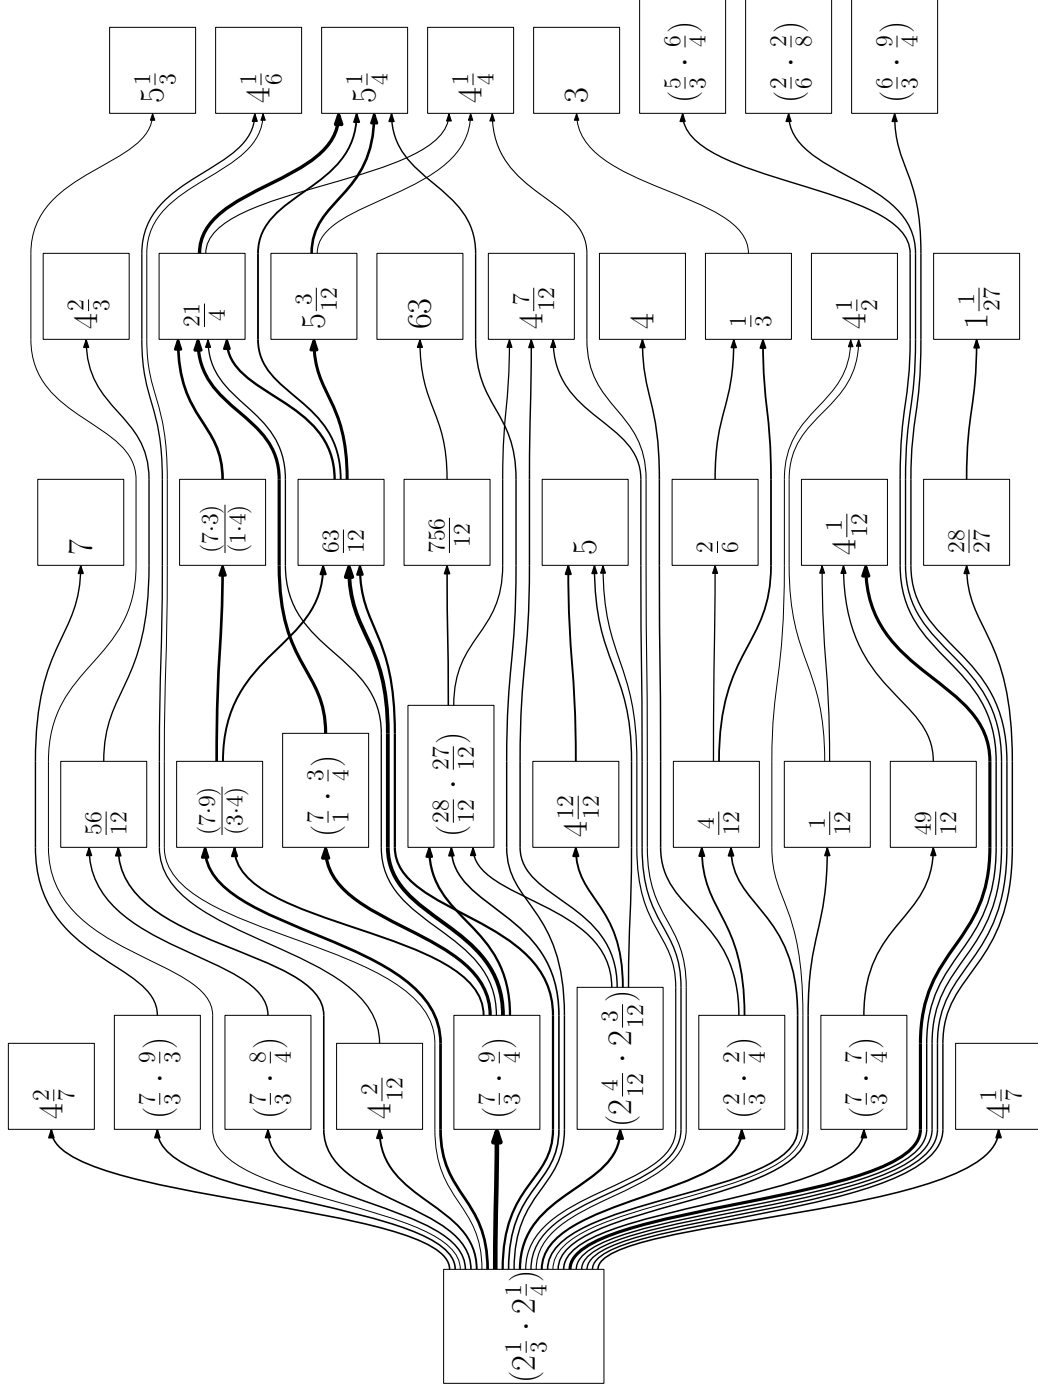 (2 1/3 · 2 1/4)
4 2/7
(7/3 · 9/3)
(7/3 · 8/4)
4 2/12
(7/3 · 9/4)
(2 4/12 · 2 3/12)
(2/3 · 2/4)
(7/3 · 7/4)
4 1/7
56/12
(7·9)/(3·4)
(7/1 · 3/4)
(28/12 · 27/12)
4 12/12
4/12
1/12
49/12
7
(7·3)/(1·4)
63/12
756/12
5
2/6
4 1/12
28/27
4 2/3
21/4
5 3/12
63
4 7/12
4
1/3
4 1/2
1 1/27
5 1/3
4 1/6
5 1/4
4 1/4
3
(5/3 · 6/4)
(2/6 · 2/8)
(6/3 · 9/4)